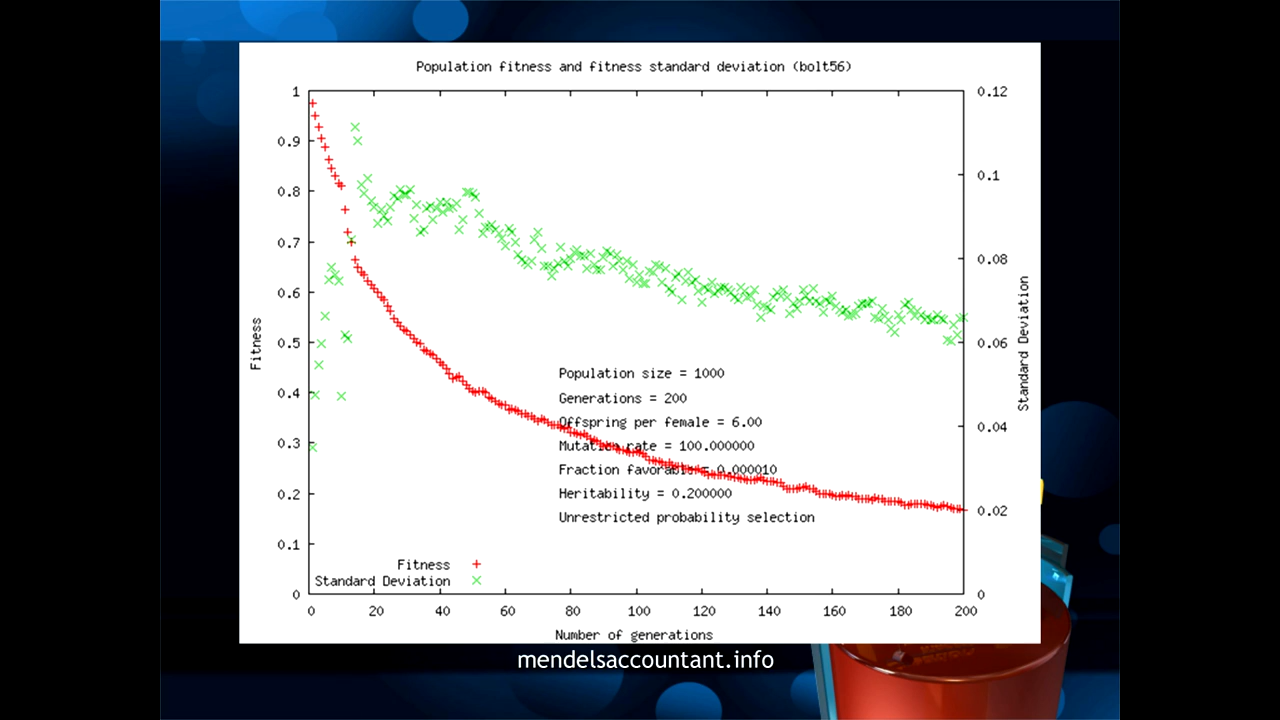 Population fitness and fitness standard deviation (bolt56)
1
0.9
0.8
0.7
0.6
0.5
0.4
0.3
0.2
0.1
0
Fitness
0.12
0.1
0.08
0.06
0.04
0.02
0
Standard Deviation
Population size = 1000
Generations = 200
Offspring per female = 6.00
Mutation rate = 100.000000
Fraction favorable = 0.000010
Heritability = 0.200000
Unrestricted probability selection
Fitness
Standard Deviation
0 20 40 60 80 100 120 140 160 180 200
Number of generations
mendelsaccountant.info